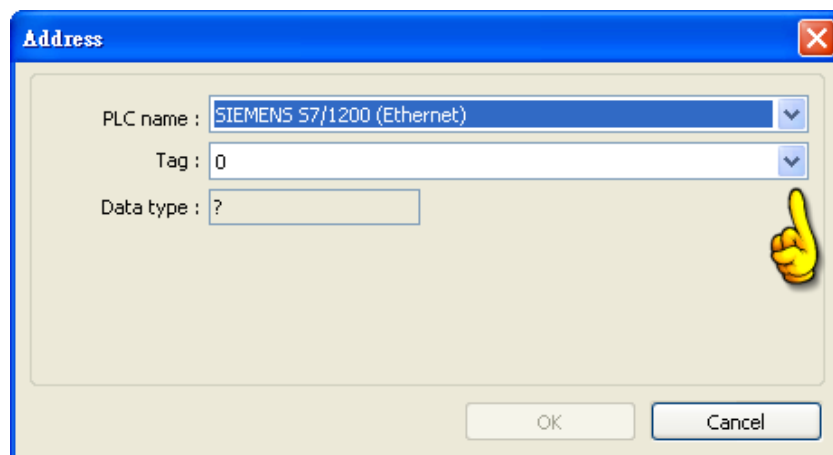 Address
PLC name : SIEMENS S7/1200 (Ethernet)
Tag : 0
Data type : ?
OK Cancel